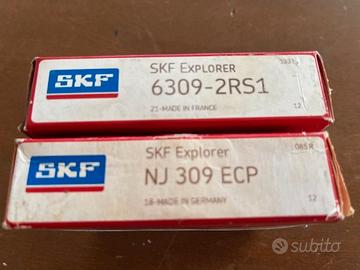 SKF
SKF Explorer
6309-2RS1
21-MADE IN FRANCE
12
SKF
SKF Explorer
085R
NJ 309 ECP
18-MADE IN GERMANY
12
subito